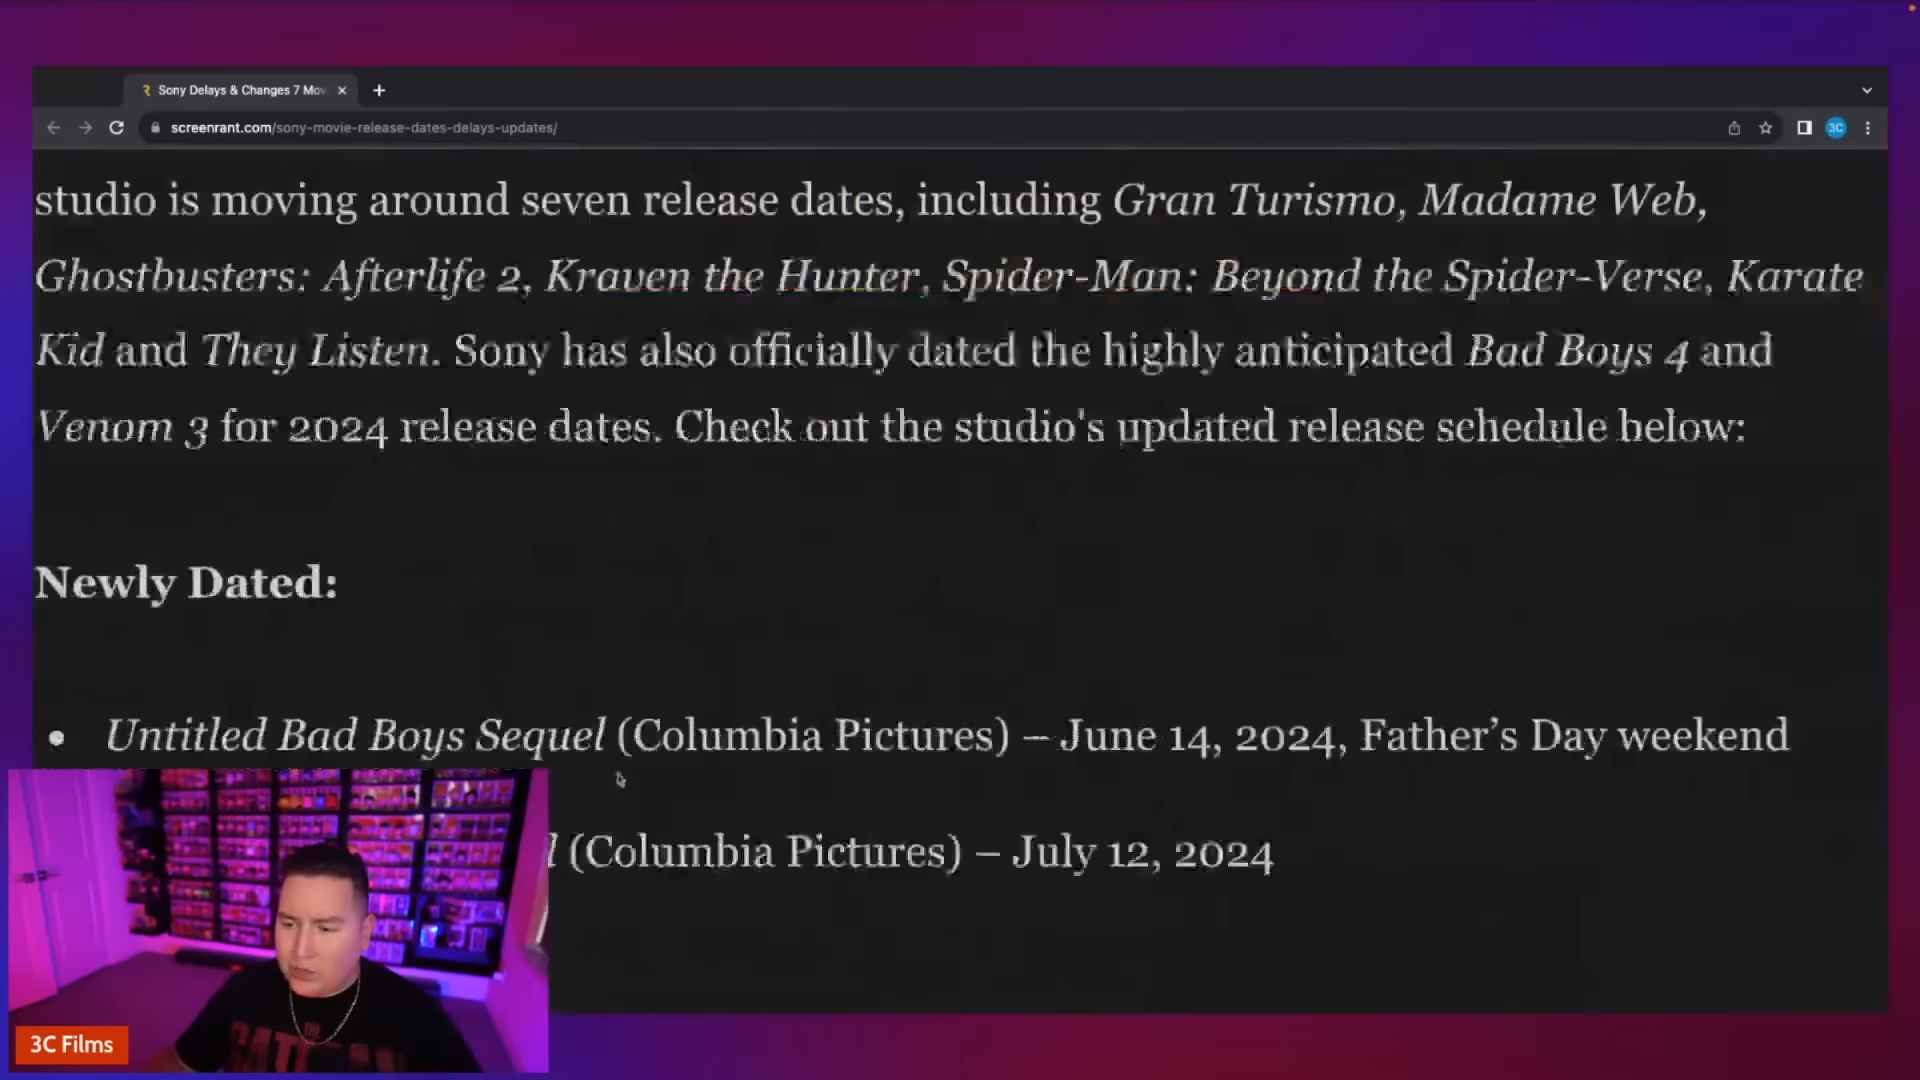 Sony Delays & Changes 7 Mov
screenrant.com/sony-movie-release-dates-delays-updates/
3C
studio is moving around seven release dates, including Gran Turismo, Madame Web,
Ghostbusters: Afterlife 2, Kraven the Hunter, Spider-Man: Beyond the Spider-Verse, Karate
Kid and They Listen. Sony has also officially dated the highly anticipated Bad Boys 4 and
Venom 3 for 2024 release dates. Check out the studio's updated release schedule below:
Newly Dated:
• Untitled Bad Boys Sequel (Columbia Pictures) – June 14, 2024, Father’s Day weekend
l (Columbia Pictures) – July 12, 2024
THE
3C Films